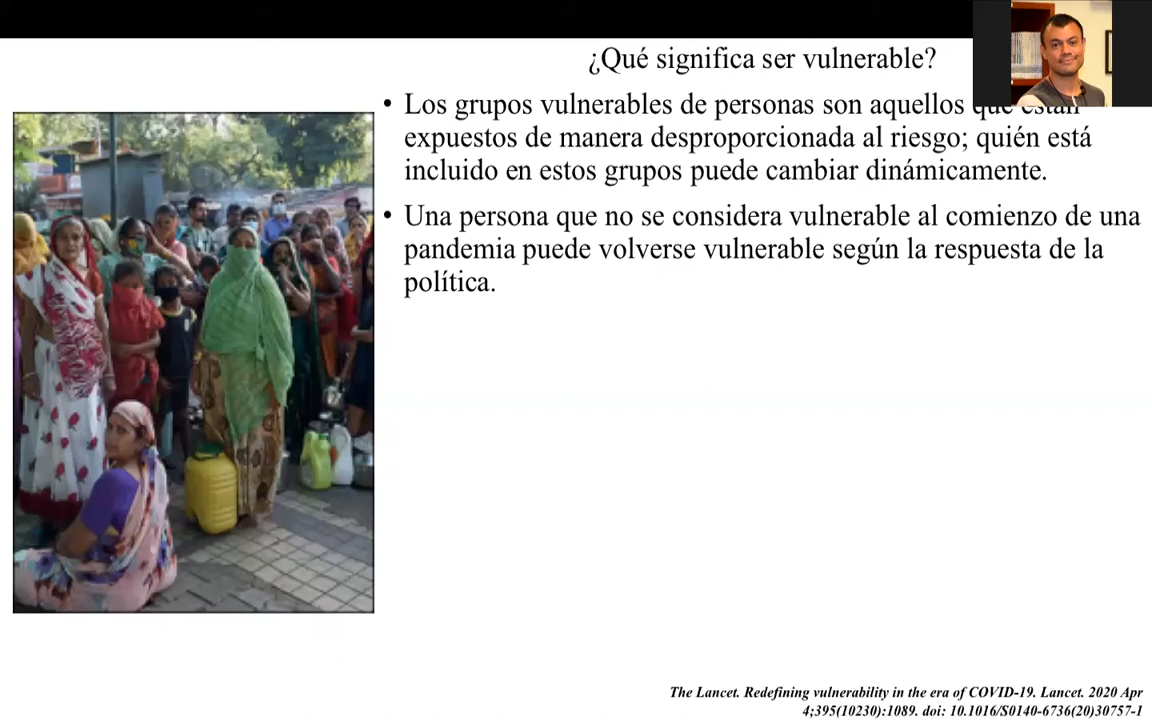 ¿Qué significa ser vulnerable?
• Los grupos vulnerables de personas son aquellos que están
expuestos de manera desproporcionada al riesgo; quién está
incluido en estos grupos puede cambiar dinámicamente.
• Una persona que no se considera vulnerable al comienzo de una
pandemia puede volverse vulnerable según la respuesta de la
política.
The Lancet. Redefining vulnerability in the era of COVID-19. Lancet. 2020 Apr
4;395(10230):1089. doi: 10.1016/S0140-6736(20)30757-1